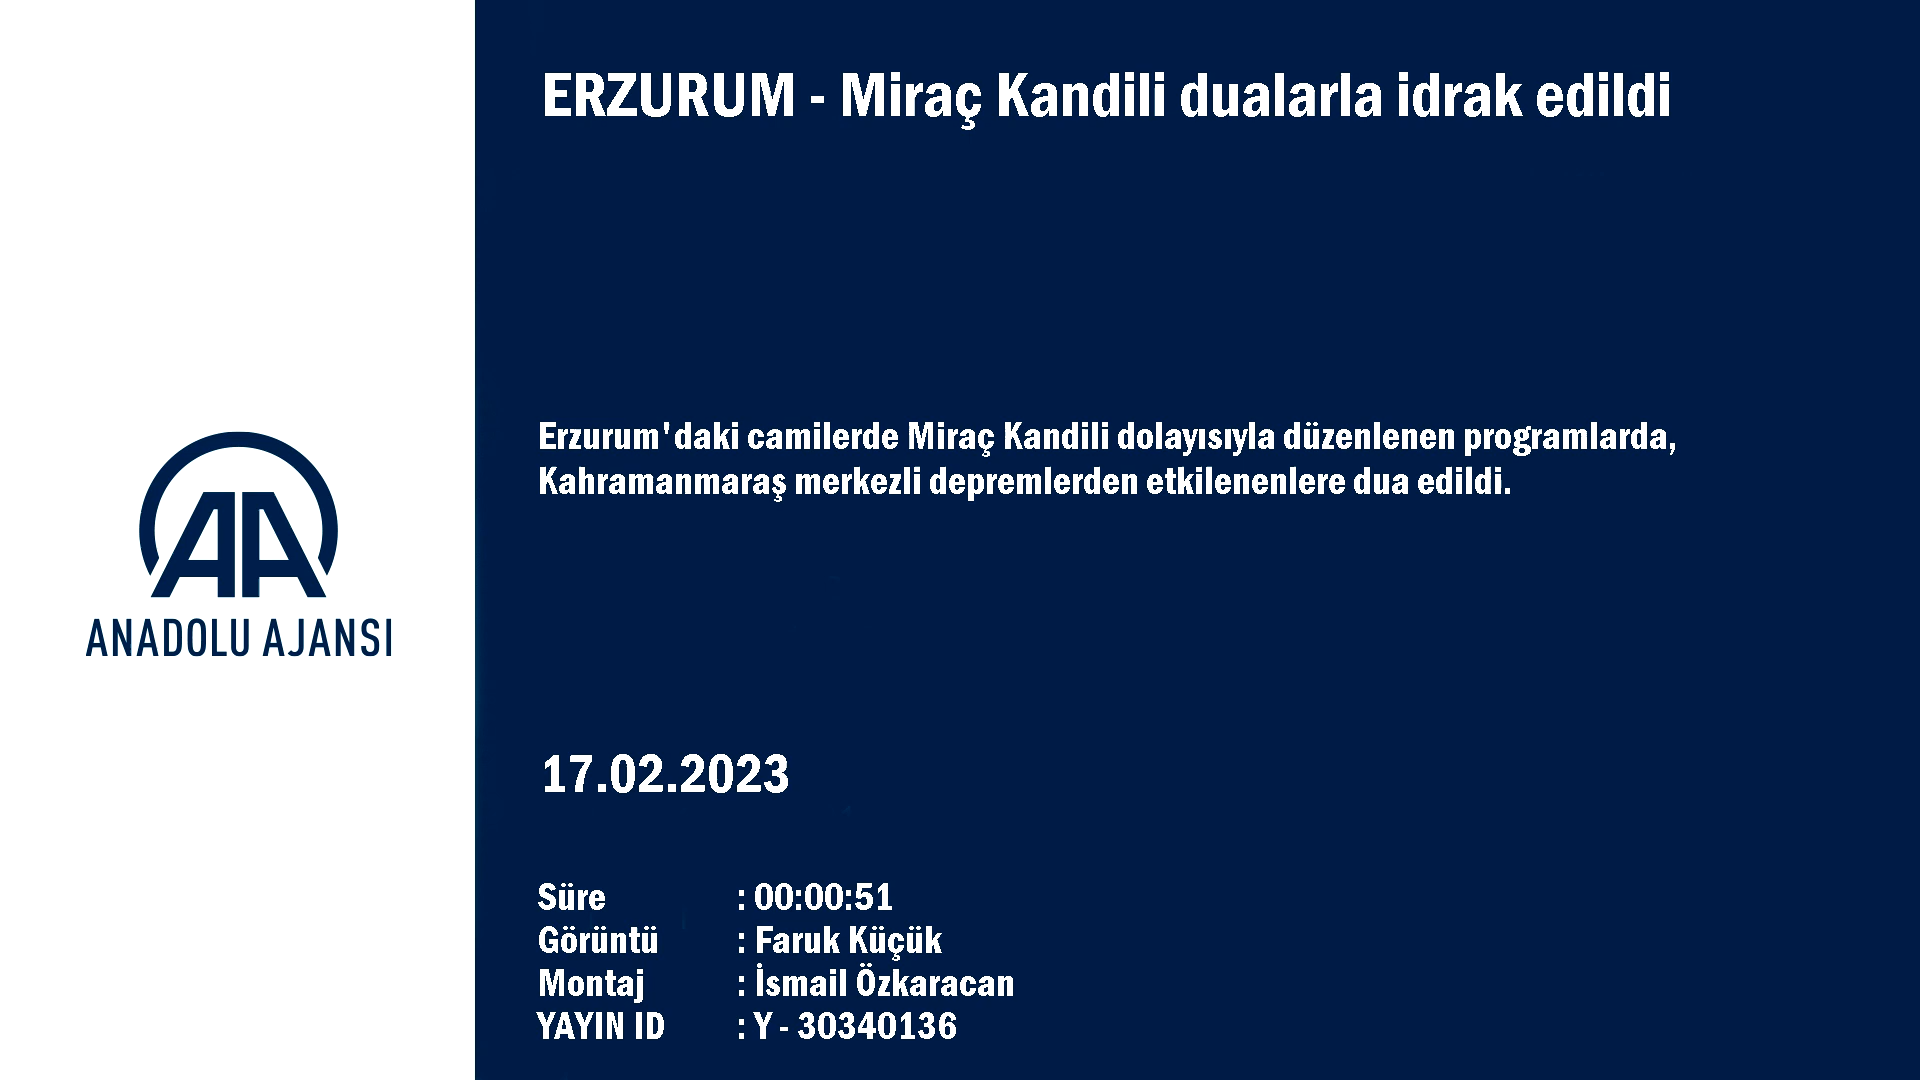 ERZURUM - Miraç Kandili dualarla idrak edildi
Erzurum'daki camilerde Miraç Kandili dolayısıyla düzenlenen programlarda,
Kahramanmaraş merkezli depremlerden etkilenenlere dua edildi.
AA
ANADOLU AJANSI
17.02.2023
Süre : 00:00:51
Görüntü : Faruk Küçük
Montaj : İsmail Özkaracan
YAYIN ID : Y - 30340136